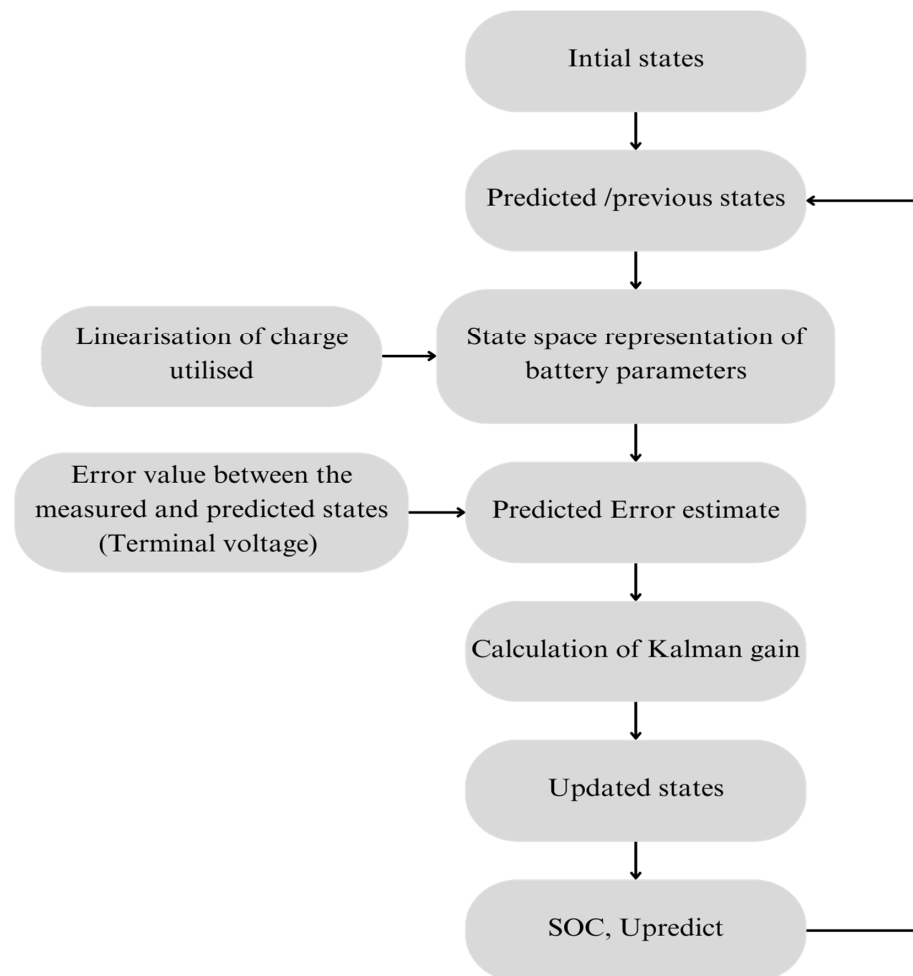 Intial states
Predicted /previous states
Linearisation of charge
utilised
State space representation of
battery parameters
Error value between the
measured and predicted states
(Terminal voltage)
Predicted Error estimate
Calculation of Kalman gain
Updated states
SOC, Upredict